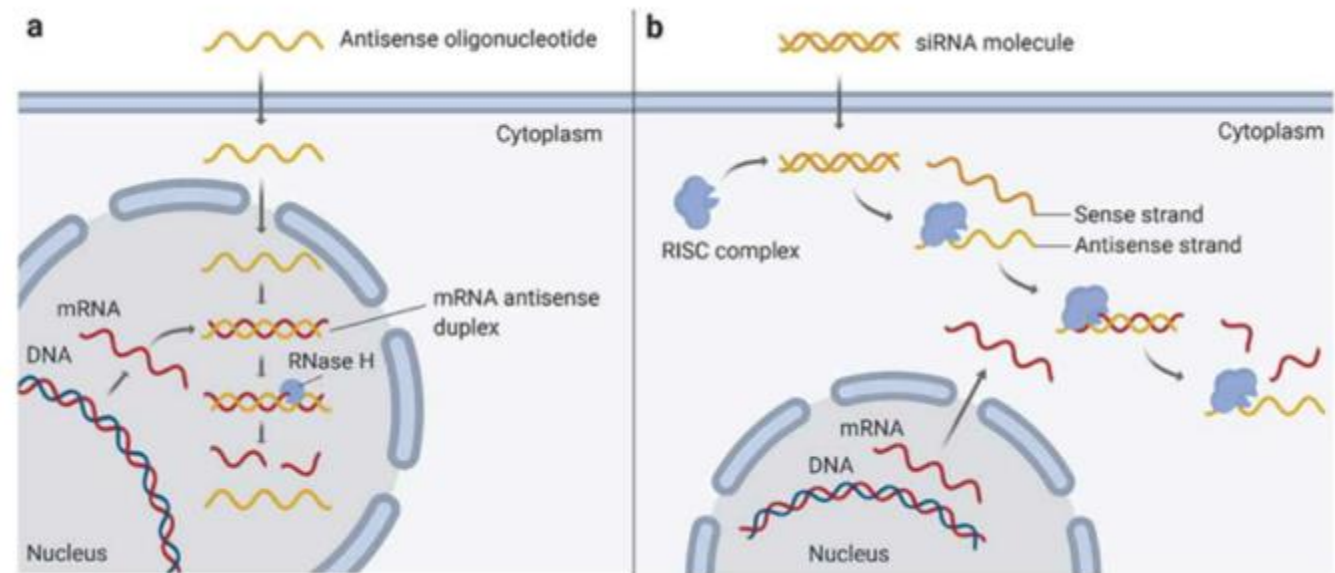 a
Antisense oligonucleotide
Cytoplasm
mRNA
DNA
mRNA antisense
duplex
RNase H
Nucleus
b
siRNA molecule
Cytoplasm
RISC complex
Sense strand
Antisense strand
mRNA
DNA
Nucleus